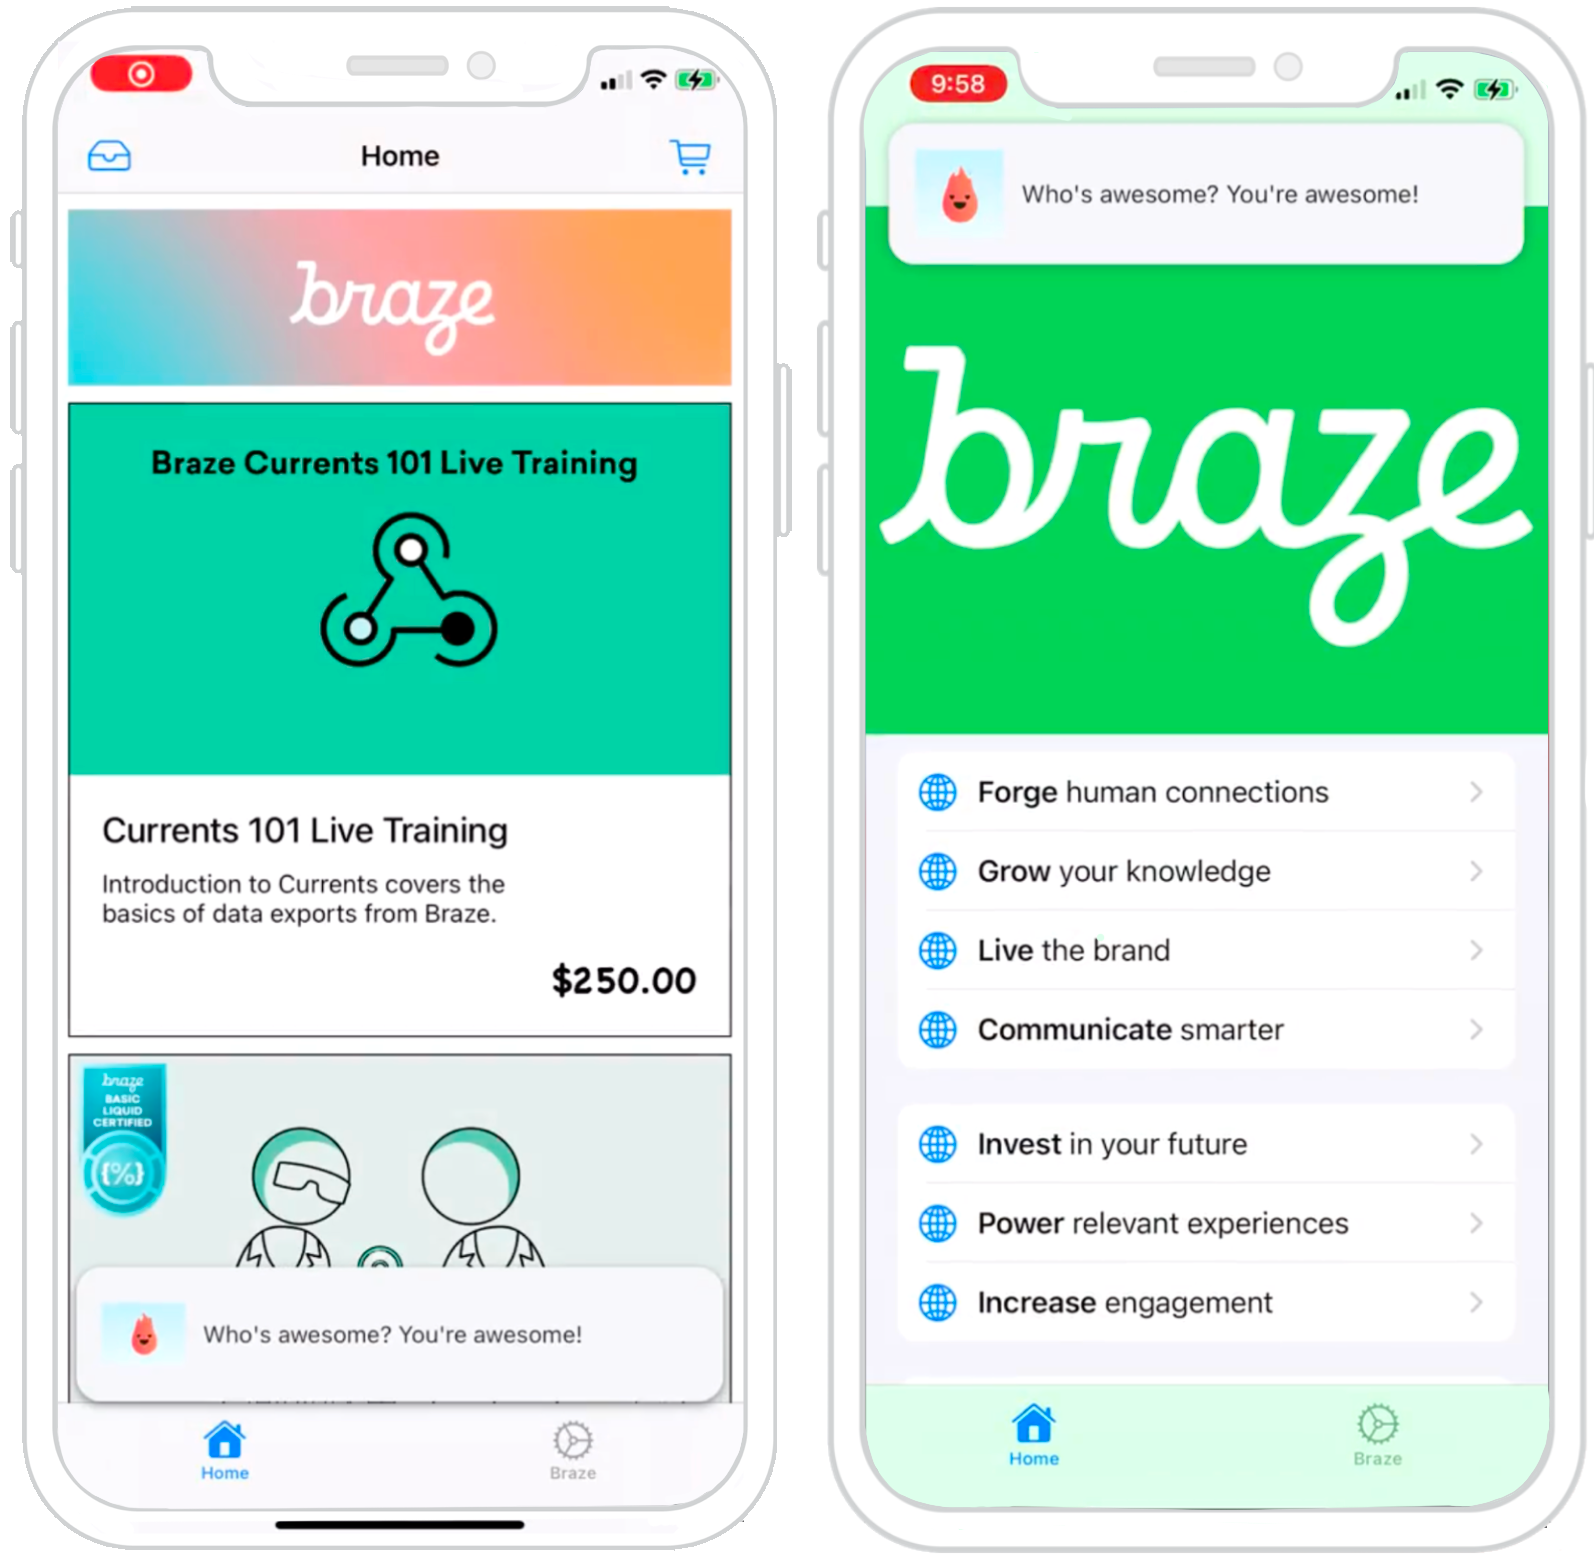 Home
braze
Braze Currents 101 Live Training
Currents 101 Live Training
Introduction to Currents covers the
basics of data exports from Braze.
$250.00
braze
BASIC
LIQUID
CERTIFIED
{%}
Who's awesome? You're awesome!
Home
Braze
9:58
Who's awesome? You're awesome!
braze
Forge human connections
Grow your knowledge
Live the brand
Communicate smarter
Invest in your future
Power relevant experiences
Increase engagement
Home
Braze